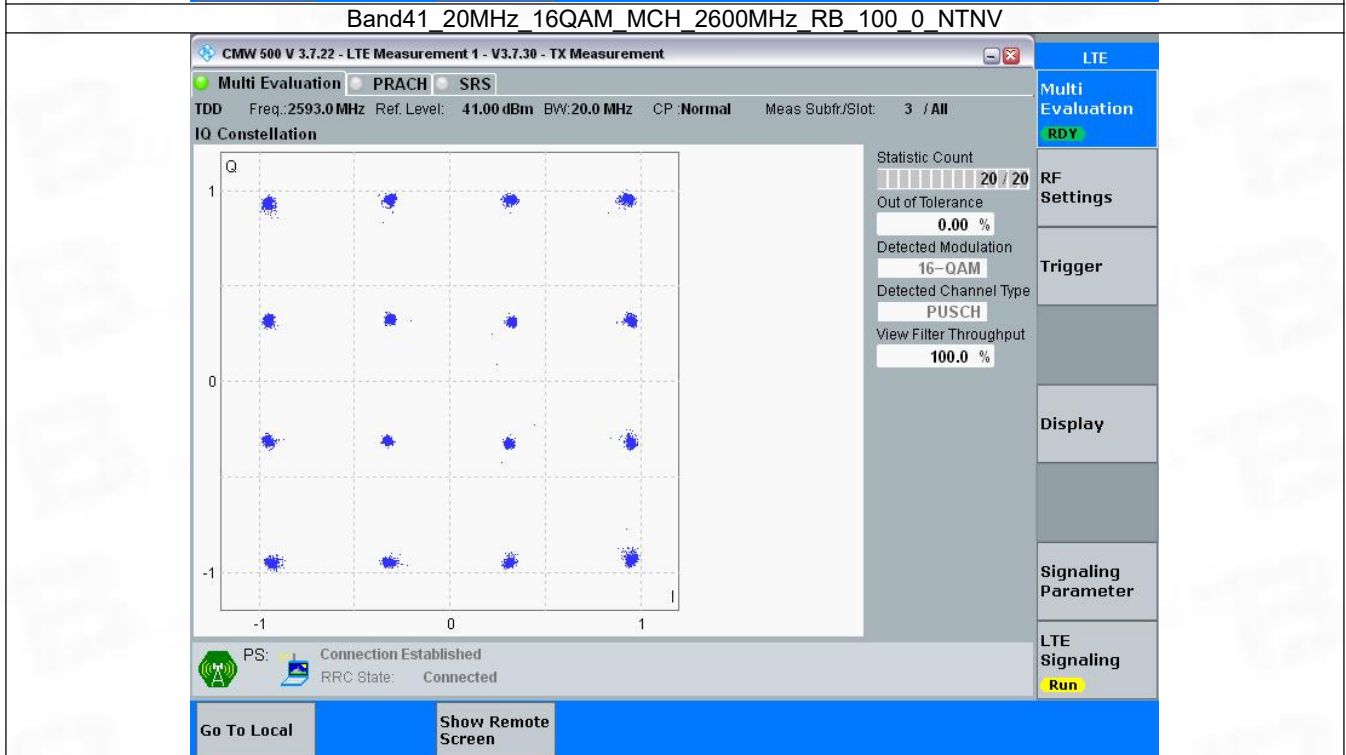 Band41_20MHz_16QAM_MCH_2600MHz_RB_100_0_NTNV
CMW 500 V 3.7.22 - LTE Measurement 1 - V3.7.30 - TX Measurement
LTE
Multi Evaluation PRACH SRS
Multi
Evaluation
RDY
TDD Freq.:2593.0 MHz Ref. Level: 41.00 dBm BW:20.0 MHz CP :Normal Meas Subfr./Slot: 3 / All
IQ Constellation
Q
1
0
-1
-1 0 1
I
Statistic Count
20 / 20
Out of Tolerance
0.00 %
Detected Modulation
16-QAM
Detected Channel Type
PUSCH
View Filter Throughput
100.0 %
RF
Settings
Trigger
Display
Signaling
Parameter
LTE
Signaling
Run
PS: Connection Established
RRC State: Connected
Go To Local
Show Remote
Screen